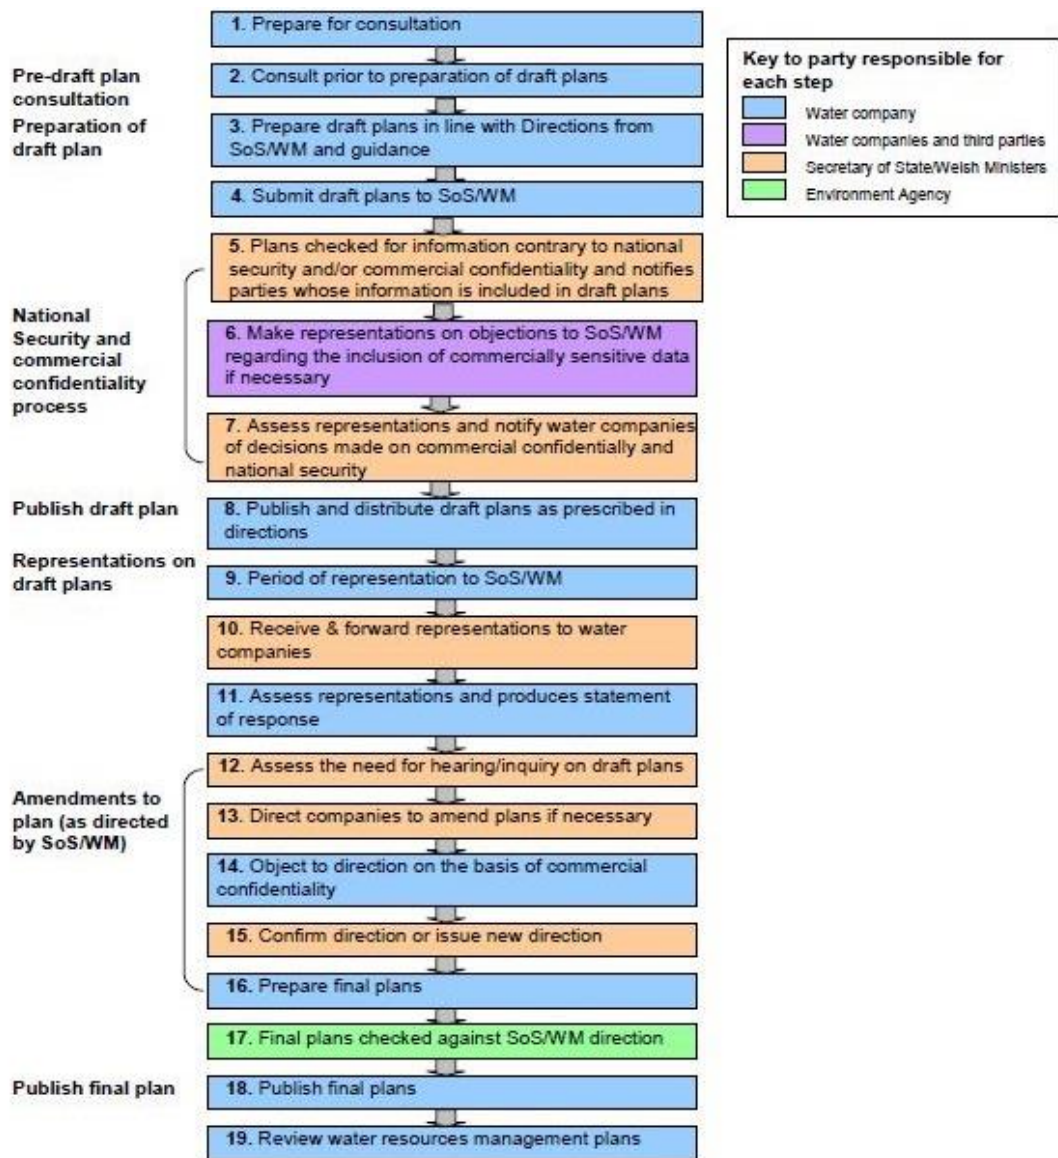 1. Prepare for consultation
Pre-draft plan
consultation
2. Consult prior to preparation of draft plans
Preparation of
draft plan
3. Prepare draft plans in line with Directions from
SoS/WM and guidance
4. Submit draft plans to SoS/WM
Key to party responsible for
each step
Water company
Water companies and third parties
Secretary of State/Welsh Ministers
Environment Agency
National
Security and
commercial
confidentiality
process
5. Plans checked for information contrary to national
security and/or commercial confidentiality and notifies
parties whose information is included in draft plans
6. Make representations on objections to SoS/WM
regarding the inclusion of commercially sensitive data
if necessary
7. Assess representations and notify water companies
of decisions made on commercial confidentially and
national security
Publish draft plan
8. Publish and distribute draft plans as prescribed in
directions
Representations on
draft plans
9. Period of representation to SoS/WM
10. Receive & forward representations to water
companies
11. Assess representations and produces statement
of response
Amendments to
plan (as directed
by SoS/WM)
12. Assess the need for hearing/inquiry on draft plans
13. Direct companies to amend plans if necessary
14. Object to direction on the basis of commercial
confidentiality
15. Confirm direction or issue new direction
16. Prepare final plans
17. Final plans checked against SoS/WM direction
Publish final plan
18. Publish final plans
19. Review water resources management plans